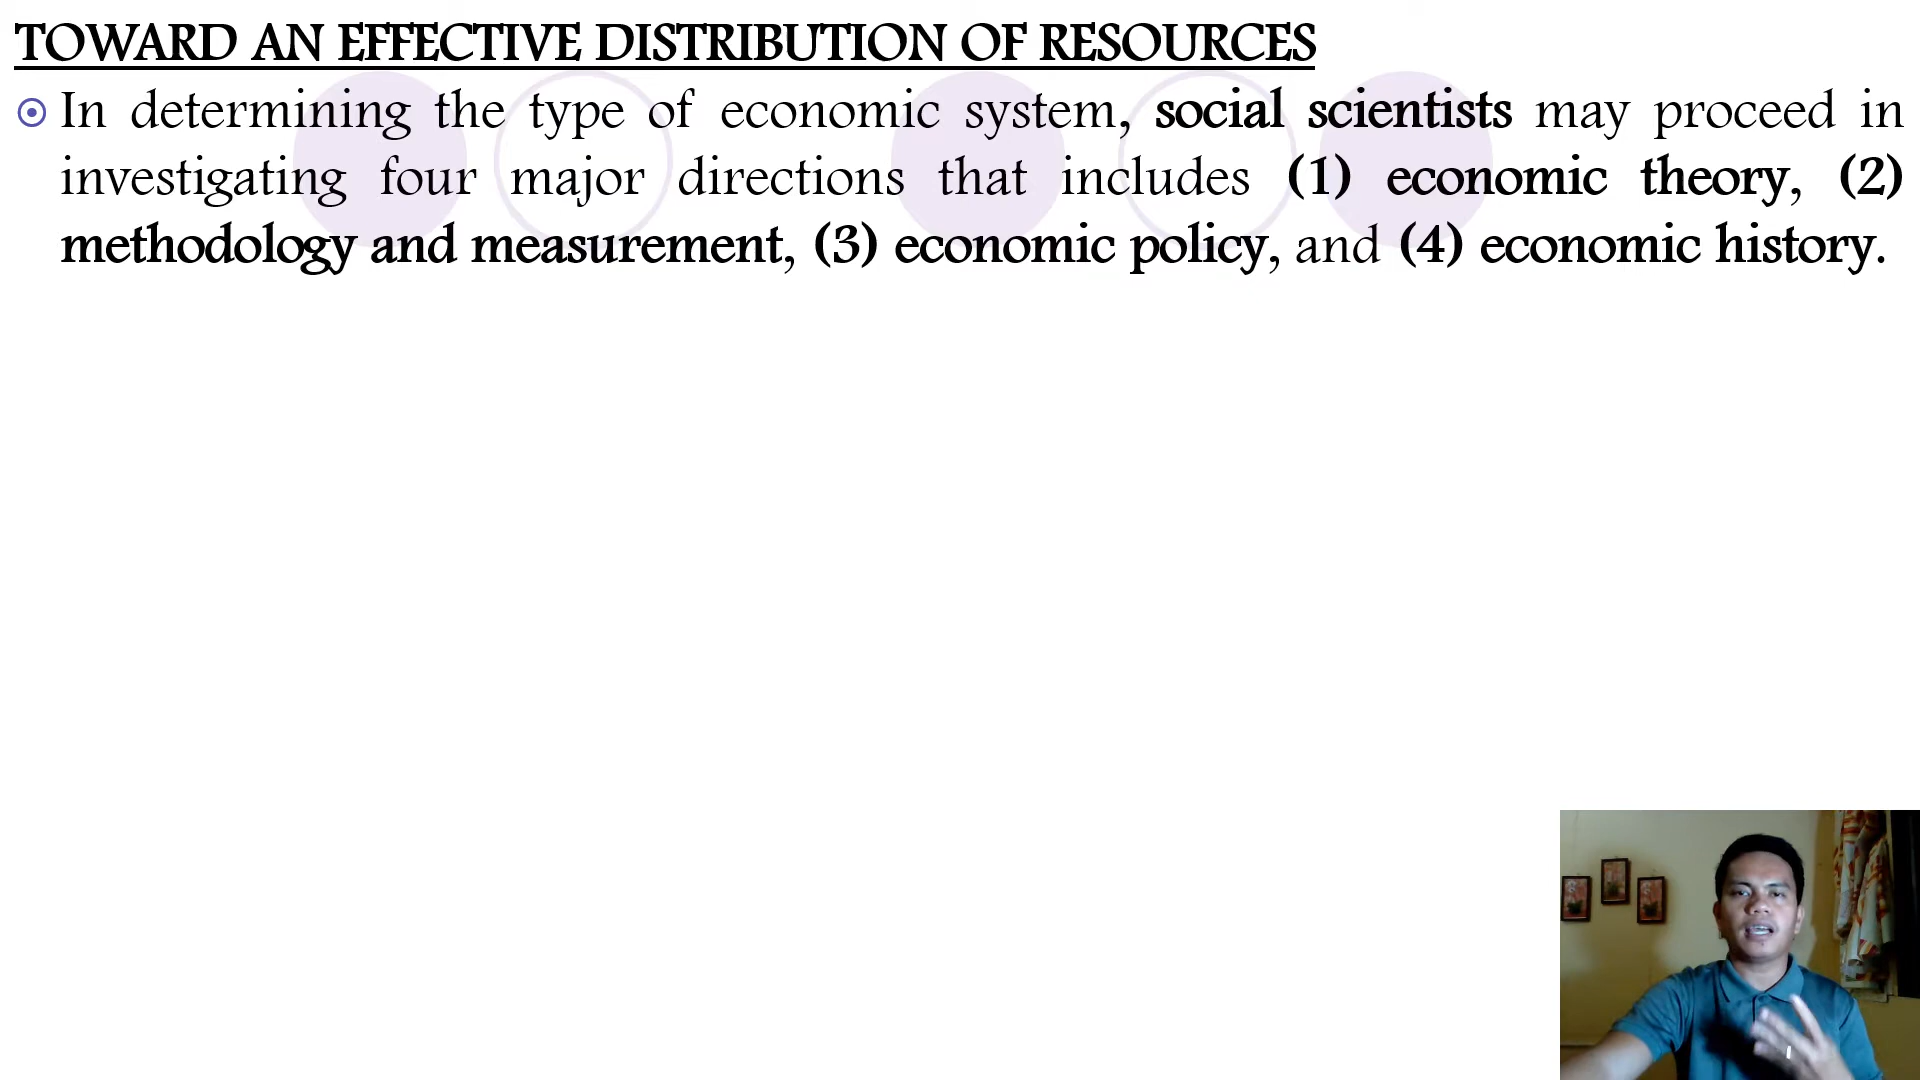 TOWARD AN EFFECTIVE DISTRIBUTION OF RESOURCES
In determining the type of economic system, social scientists may proceed in
investigating four major directions that includes (1) economic theory, (2)
methodology and measurement, (3) economic policy, and (4) economic history.